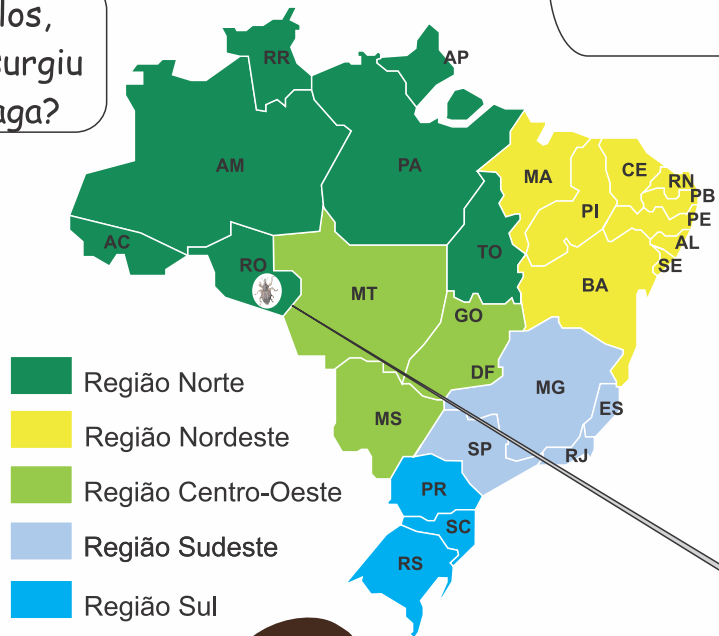 los,
surgiu
aga?
RR
AP
AM
PA
MA
CE
RN
PB
PI
PE
AL
SE
AC
TO
RO
BA
MT
GO
DF
MG
ES
MS
SP
RJ
PR
SC
RS
Região Norte
Região Nordeste
Região Centro-Oeste
Região Sudeste
Região Sul